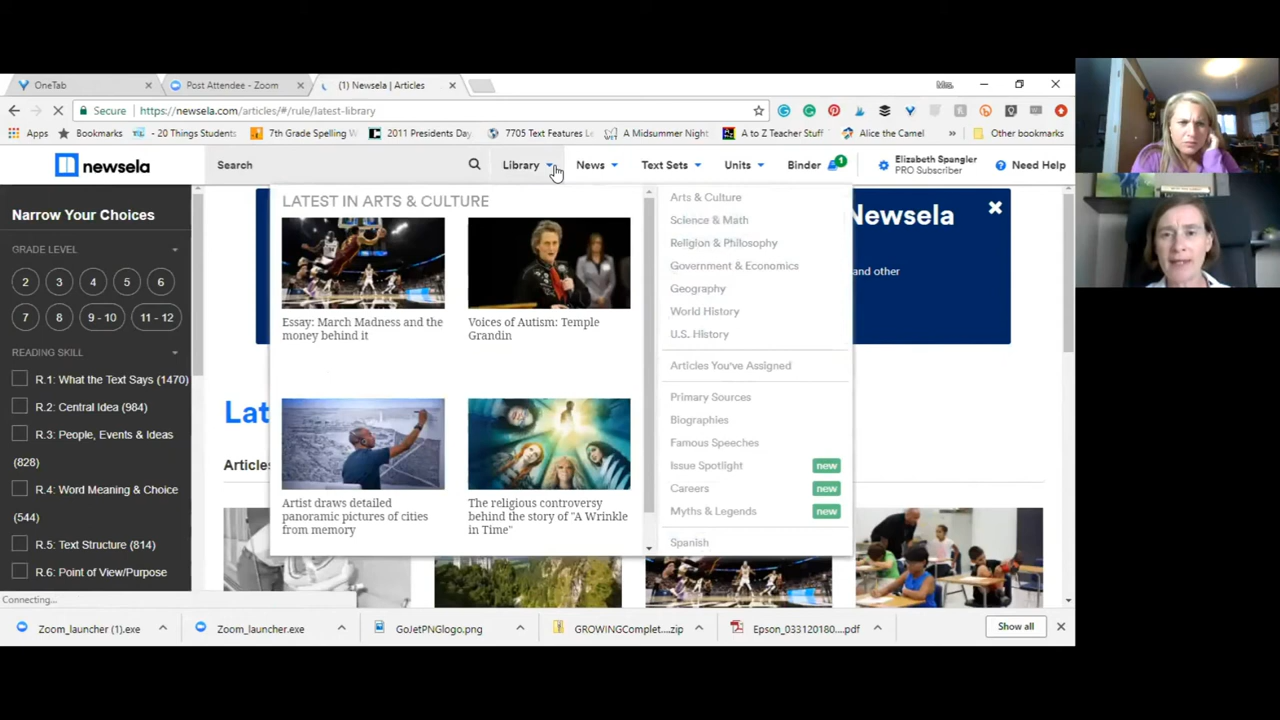 OneTab
Post Attendee - Zoom
(1) Newsela | Articles
Secure
https://newsela.com/articles/#/rule/latest-library
Apps
Bookmarks
- 20 Things Students
7th Grade Spelling
2011 Presidents Day
7705 Text Features
A Midsummer Night
A to Z Teacher Stuff
Alice the Camel
»
Other bookmarks
newsela
Search
Library
News
Text Sets
Units
Binder
1
Elizabeth Spangler
PRO Subscriber
Need Help
Narrow Your Choices
GRADE LEVEL
2
3
4
5
6
7
8
9 - 10
11 - 12
READING SKILL
R.1: What the Text Says (1470)
R.2: Central Idea (984)
R.3: People, Events & Ideas
(828)
R.4: Word Meaning & Choice
(544)
R.5: Text Structure (814)
R.6: Point of View/Purpose
Connecting...
LATEST IN ARTS & CULTURE
Essay: March Madness and the
money behind it
Voices of Autism: Temple
Grandin
Artist draws detailed
panoramic pictures of cities
from memory
The religious controversy
behind the story of "A Wrinkle
in Time"
Arts & Culture
Science & Math
Religion & Philosophy
Government & Economics
Geography
World History
U.S. History
Articles You've Assigned
Primary Sources
Biographies
Famous Speeches
Issue Spotlight new
Careers new
Myths & Legends new
Spanish
Newsela
and other
Lat
Articles
Zoom_launcher (1).exe
Zoom_launcher.exe
GoJetPNGlogo.png
GROWINGComplet....zip
Epson_033120180....pdf
Show all